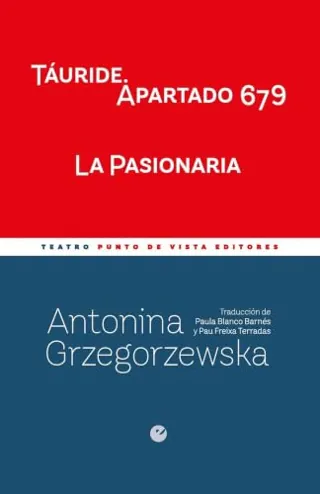 TÁURIDE.
APARTADO 679
LA PASIONARIA
TEATRO PUNTO DE VISTA EDITORES
Traducción de
Paula Blanco Barnés
y Pau Freixa Terradas
Antonina
Grzegorzewska